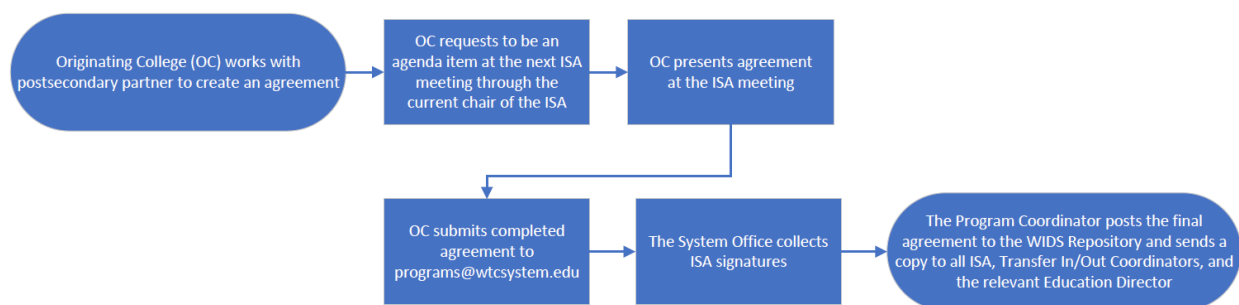 Originating College (OC) works with
postsecondary partner to create an agreement
OC requests to be an
agenda item at the next ISA
meeting through the
current chair of the ISA
OC presents agreement
at the ISA meeting
OC submits completed
agreement to
programs@wtcsystem.edu
The System Office collects
ISA signatures
The Program Coordinator posts the final
agreement to the WIDS Repository and sends a
copy to all ISA, Transfer In/Out Coordinators, and
the relevant Education Director